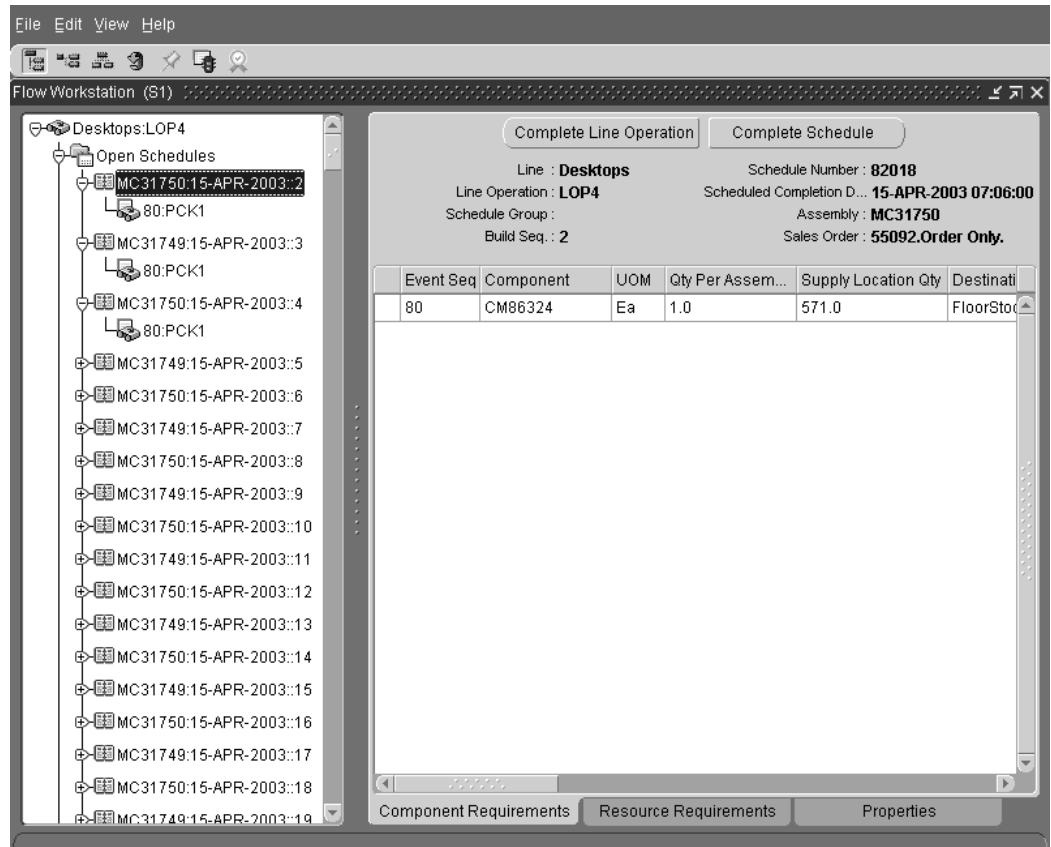 File Edit View Help
Flow Workstation (S1)
Desktops:LOP4
Open Schedules
MC31750:15-APR-2003::2
80:PCK1
MC31749:15-APR-2003::3
80:PCK1
MC31750:15-APR-2003::4
80:PCK1
MC31749:15-APR-2003::5
MC31750:15-APR-2003::6
MC31749:15-APR-2003::7
MC31750:15-APR-2003::8
MC31749:15-APR-2003::9
MC31750:15-APR-2003::10
MC31749:15-APR-2003::11
MC31750:15-APR-2003::12
MC31749:15-APR-2003::13
MC31750:15-APR-2003::14
MC31749:15-APR-2003::15
MC31750:15-APR-2003::16
MC31749:15-APR-2003::17
MC31750:15-APR-2003::18
MC31749:15-APR-2003::19
Complete Line Operation Complete Schedule
Line : Desktops Schedule Number : 82018
Line Operation : LOP4 Scheduled Completion D... 15-APR-2003 07:06:00
Schedule Group : Assembly : MC31750
Build Seq. : 2 Sales Order : 55092.Order Only.
Event Seq Component UOM Qty Per Assem... Supply Location Qty Destinati
80 CM86324 Ea 1.0 571.0 FloorStoc
Component Requirements Resource Requirements Properties